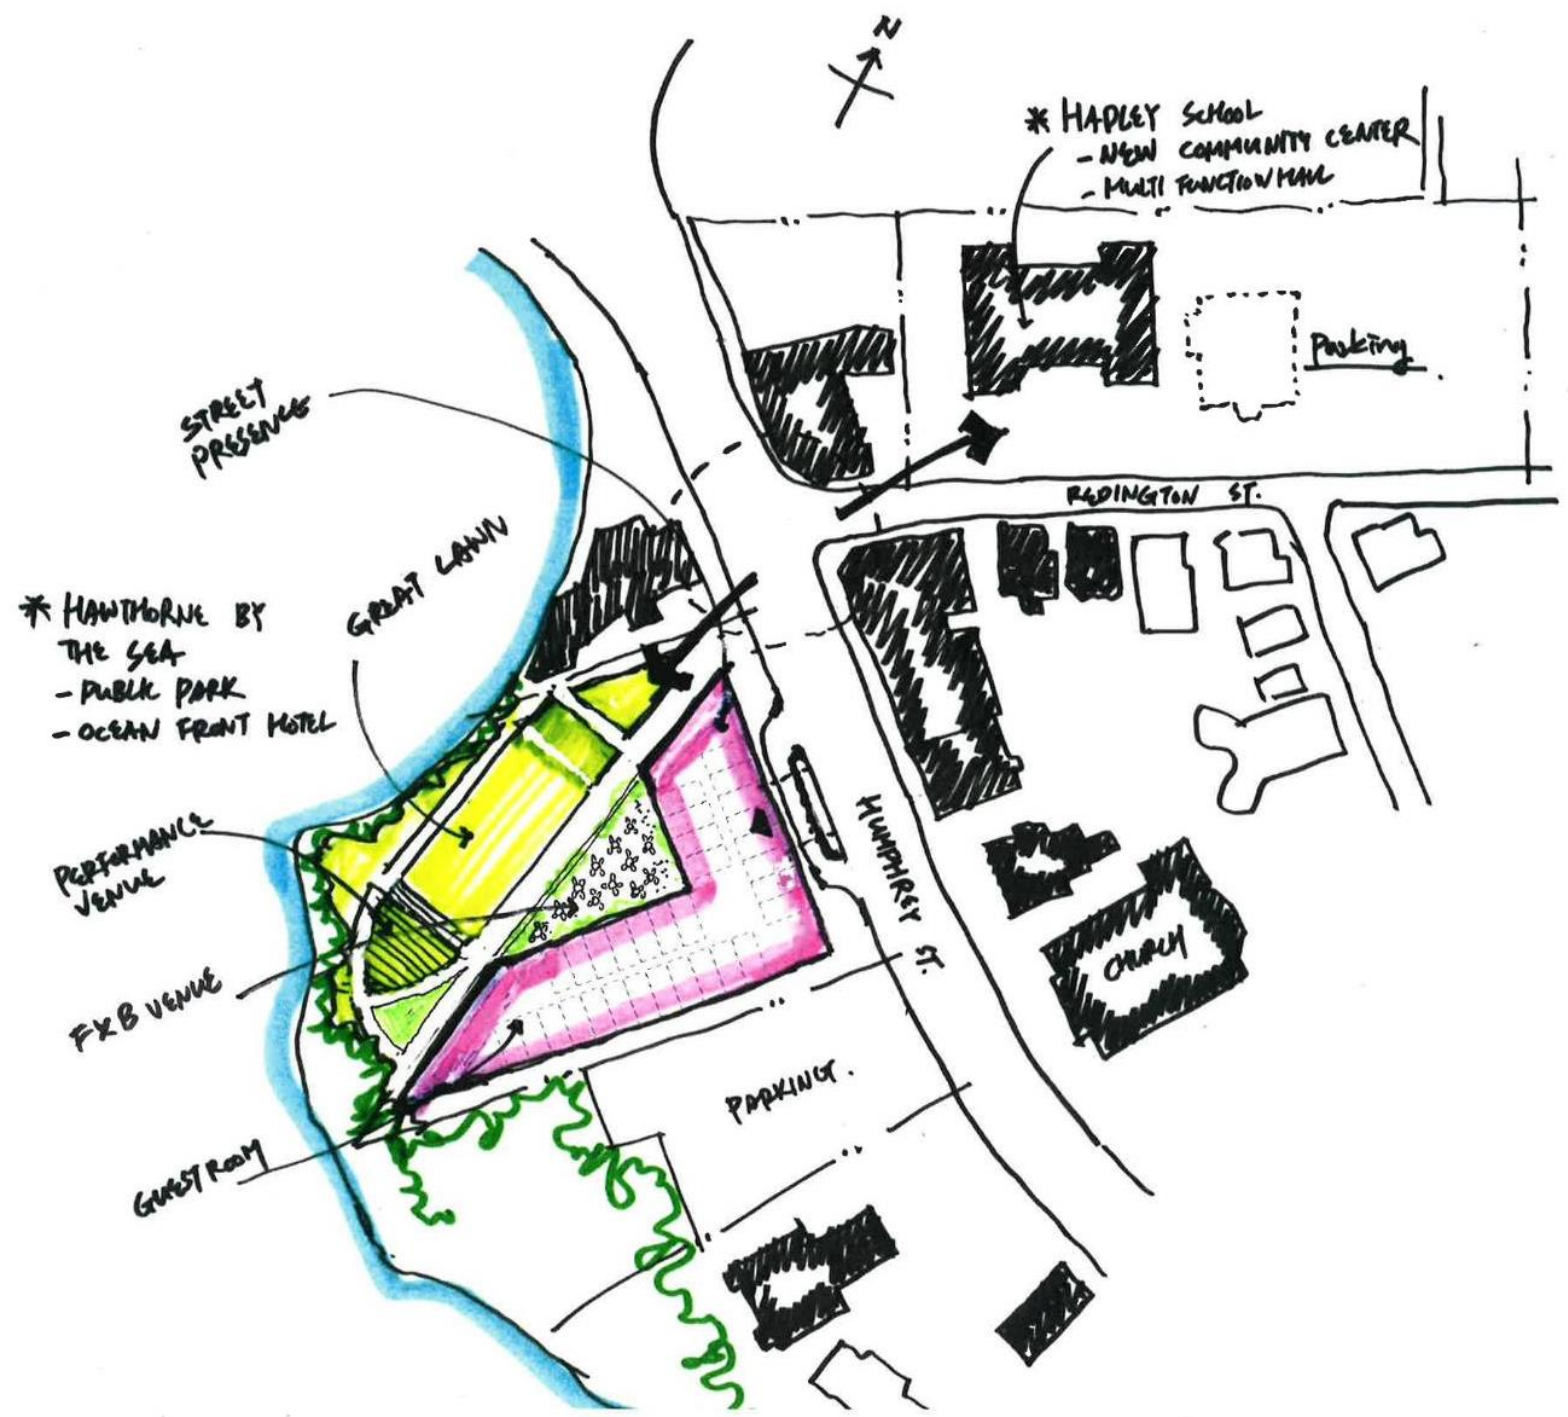 N
* HADLEY SCHOOL
- NEW COMMUNITY CENTER
- MULTI FUNCTION HALL
Parking
STREET
PRESENCE
REDINGTON ST.
GREAT LAWN
* HAWTHORNE BY
THE SEA
- PUBLIC PARK
- OCEAN FRONT HOTEL
PERFORMANCE
VENUE
HUMPHREY ST.
CHURCH
F&B VENUE
PARKING.
GUESTROOM